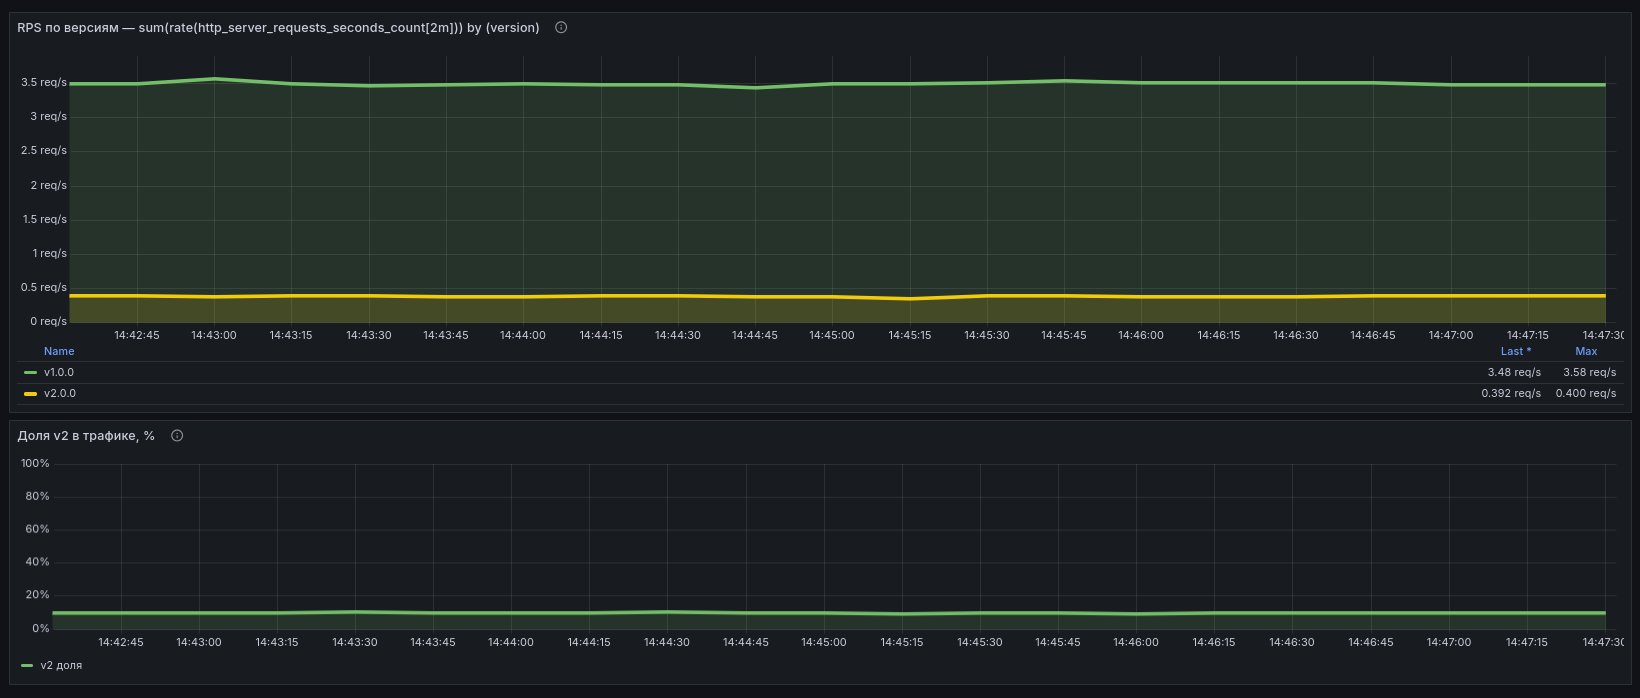 RPS по версиям — sum(rate(http_server_requests_seconds_count[2m])) by (version)
3.5 req/s
3 req/s
2.5 req/s
2 req/s
1.5 req/s
1 req/s
0.5 req/s
0 req/s
14:42:45 14:43:00 14:43:15 14:43:30 14:43:45 14:44:00 14:44:15 14:44:30 14:44:45 14:45:00 14:45:15 14:45:30 14:45:45 14:46:00 14:46:15 14:46:30 14:46:45 14:47:00 14:47:15 14:47:30
Name Last * Max
v1.0.0 3.48 req/s 3.58 req/s
v2.0.0 0.392 req/s 0.400 req/s
Доля v2 в трафике, %
100%
80%
60%
40%
20%
0%
14:42:45 14:43:00 14:43:15 14:43:30 14:43:45 14:44:00 14:44:15 14:44:30 14:44:45 14:45:00 14:45:15 14:45:30 14:45:45 14:46:00 14:46:15 14:46:30 14:46:45 14:47:00 14:47:15 14:47:30
v2 доля